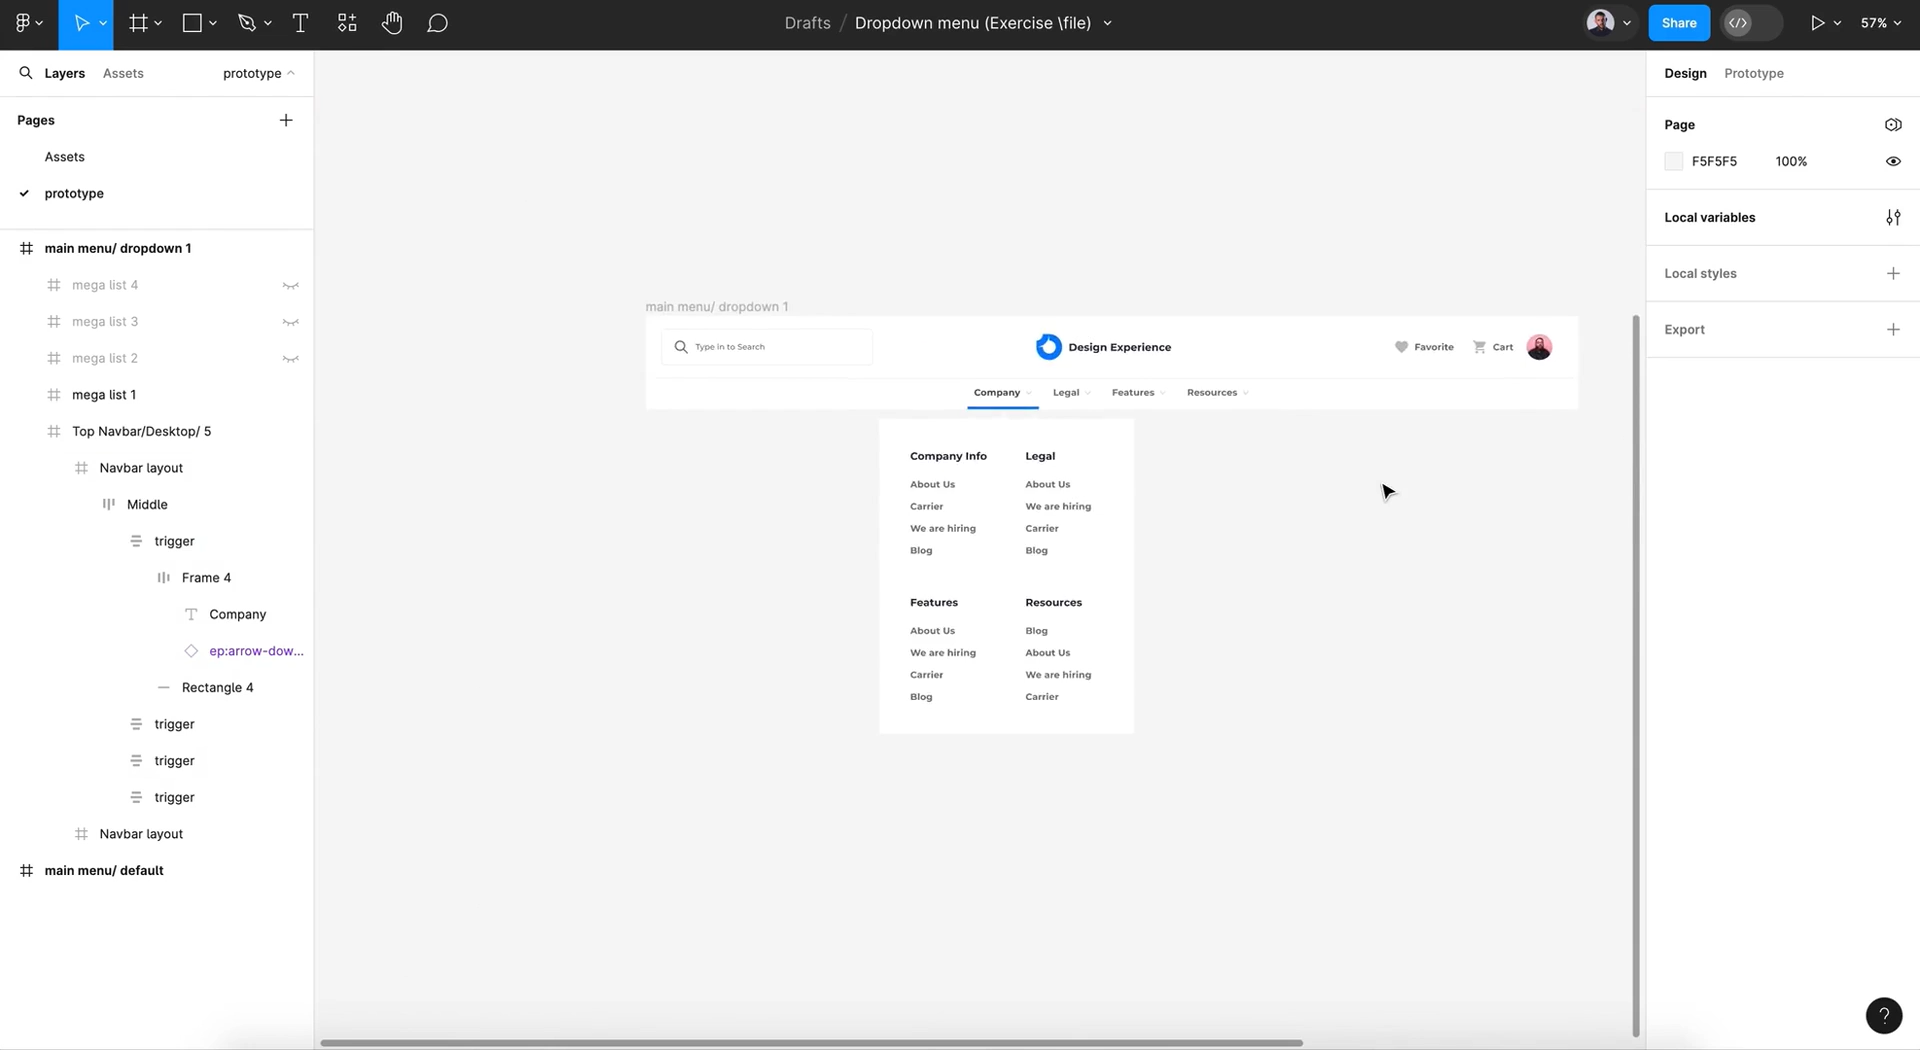 Drafts / Dropdown menu (Exercise \file)
Share
57%
Layers Assets prototype
Pages
Assets
prototype
main menu/ dropdown 1
mega list 4
mega list 3
mega list 2
mega list 1
Top Navbar/Desktop/ 5
Navbar layout
Middle
trigger
Frame 4
Company
ep:arrow-dow...
Rectangle 4
trigger
trigger
trigger
Navbar layout
main menu/ default
main menu/ dropdown 1
Type in to Search
Design Experience
Favorite Cart
Company Legal Features Resources
Company Info
About Us
Carrier
We are hiring
Blog
Legal
About Us
We are hiring
Carrier
Blog
Features
About Us
We are hiring
Carrier
Blog
Resources
Blog
About Us
We are hiring
Carrier
Design Prototype
Page
F5F5F5 100%
Local variables
Local styles
Export
?